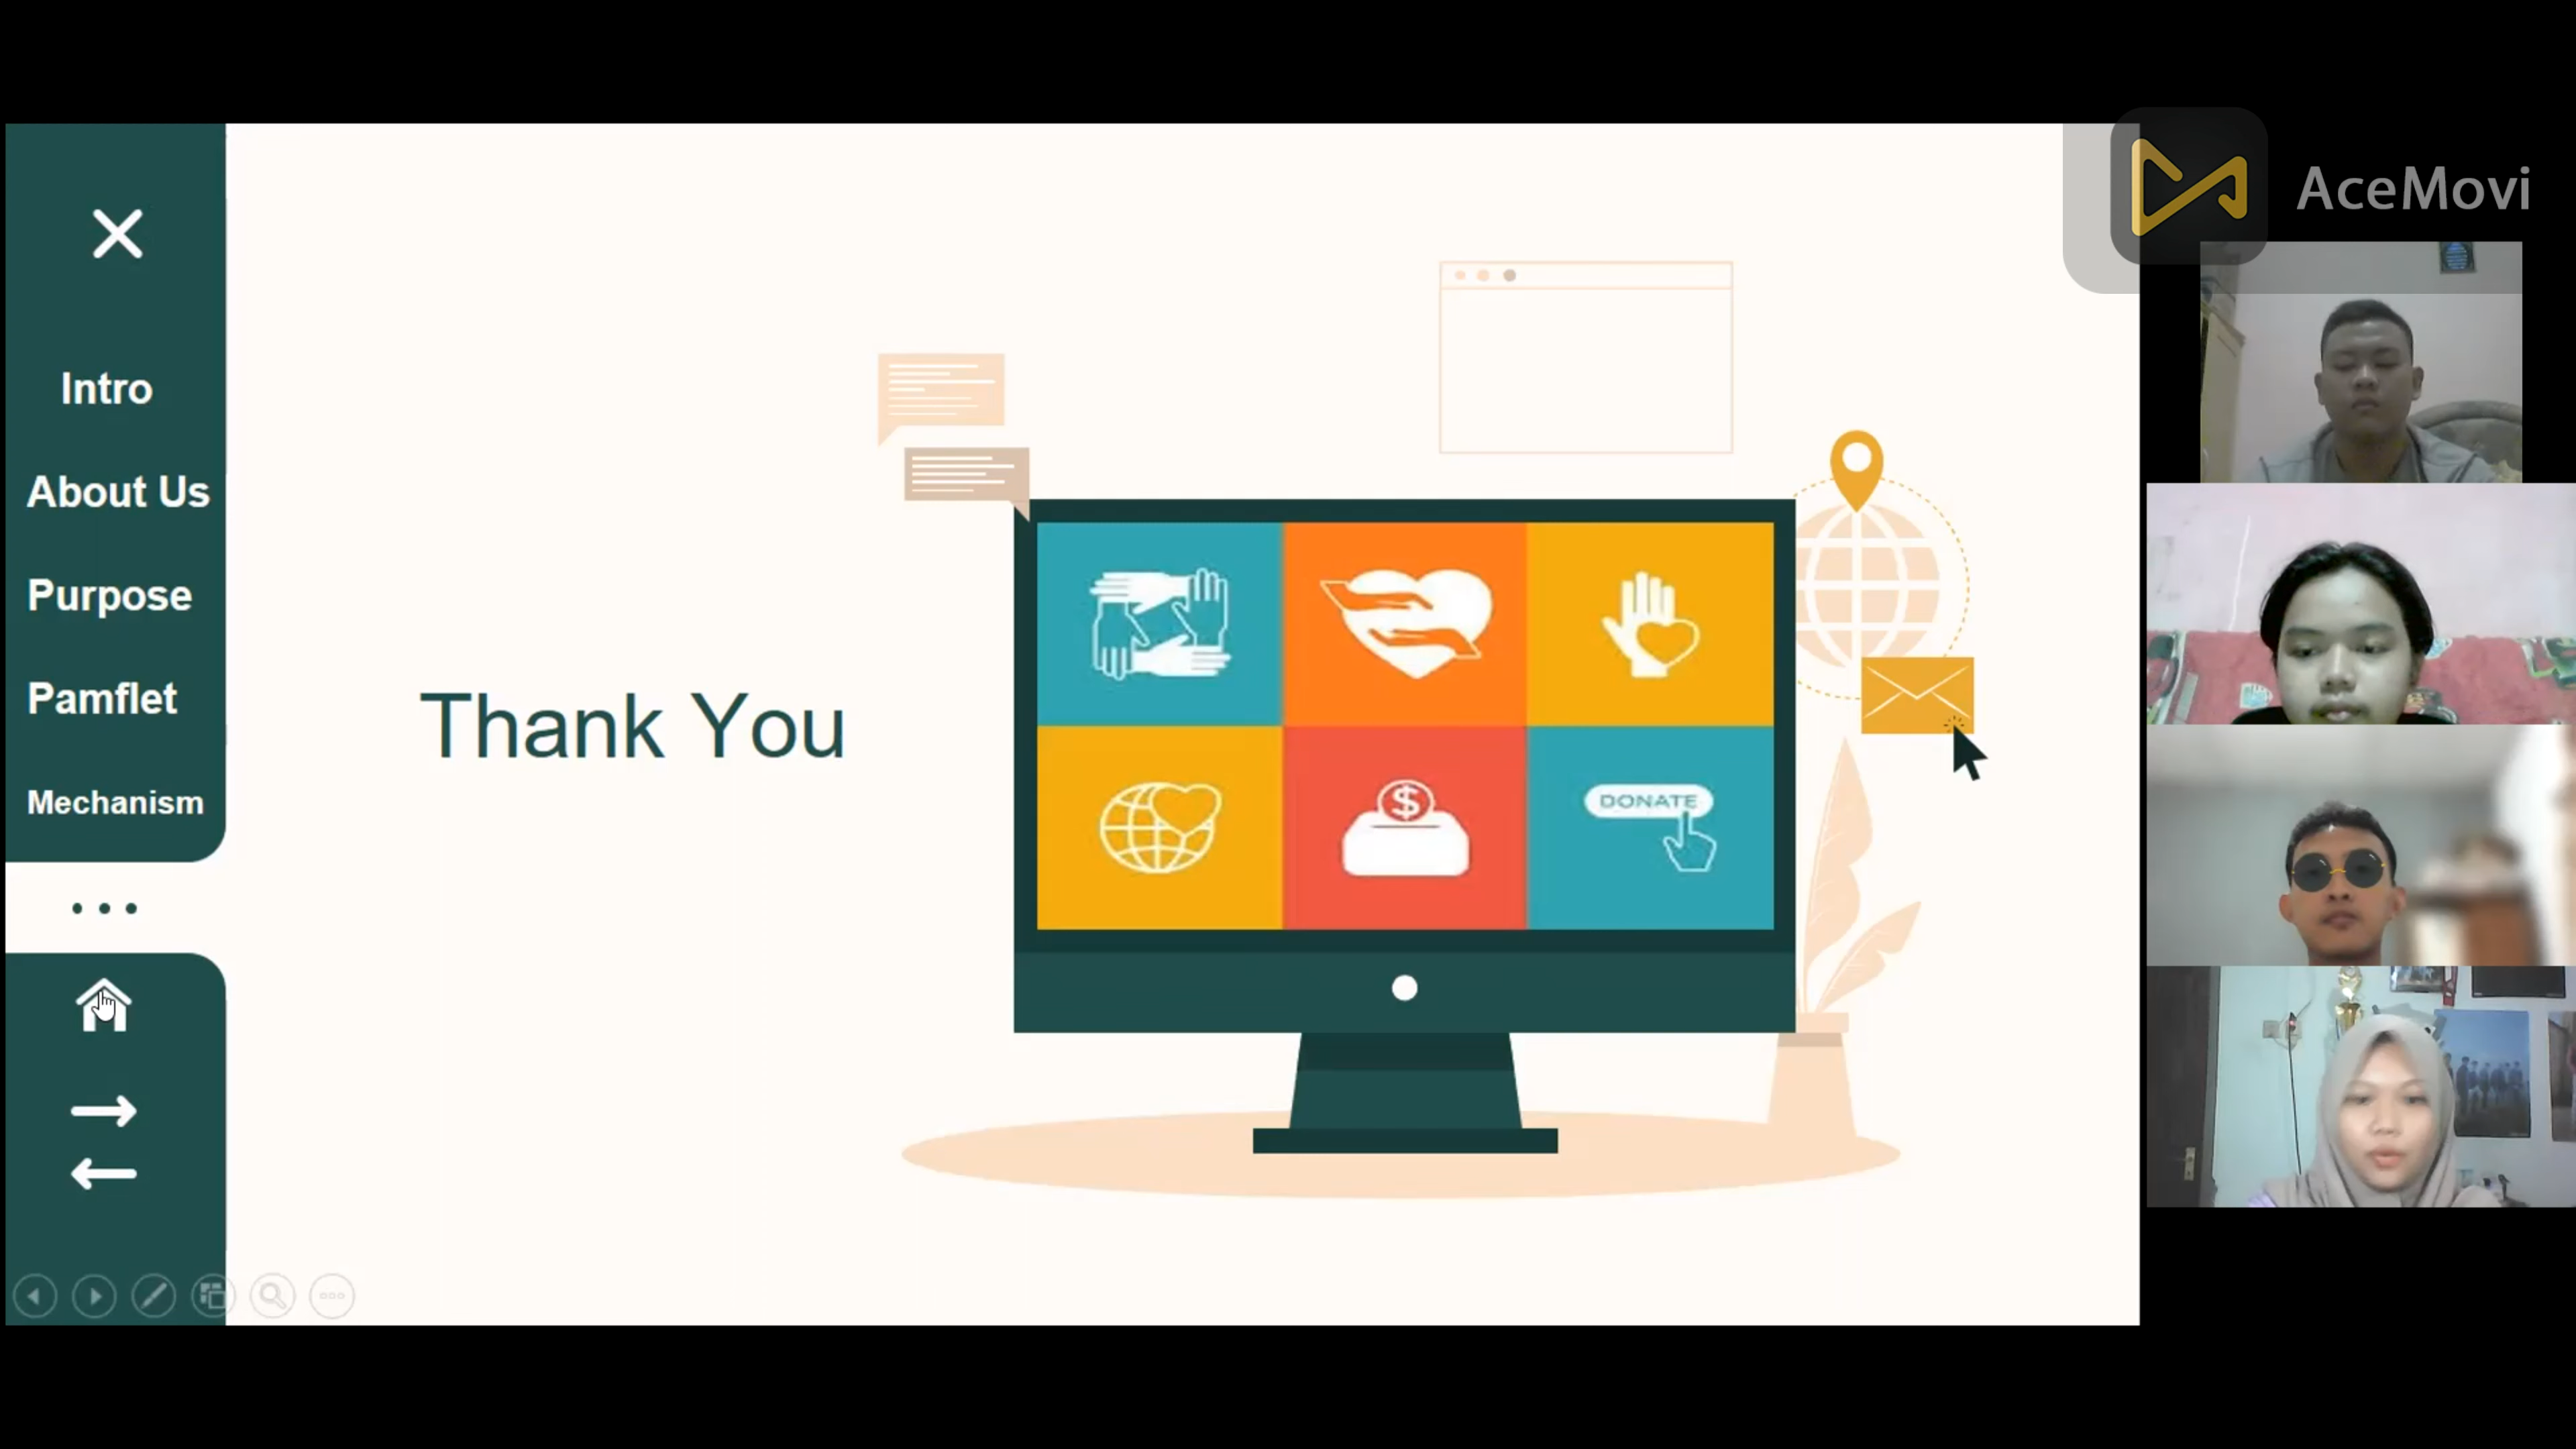 AceMovi
Intro
About Us
Purpose
Pamflet
Mechanism
Thank You
$
DONATE